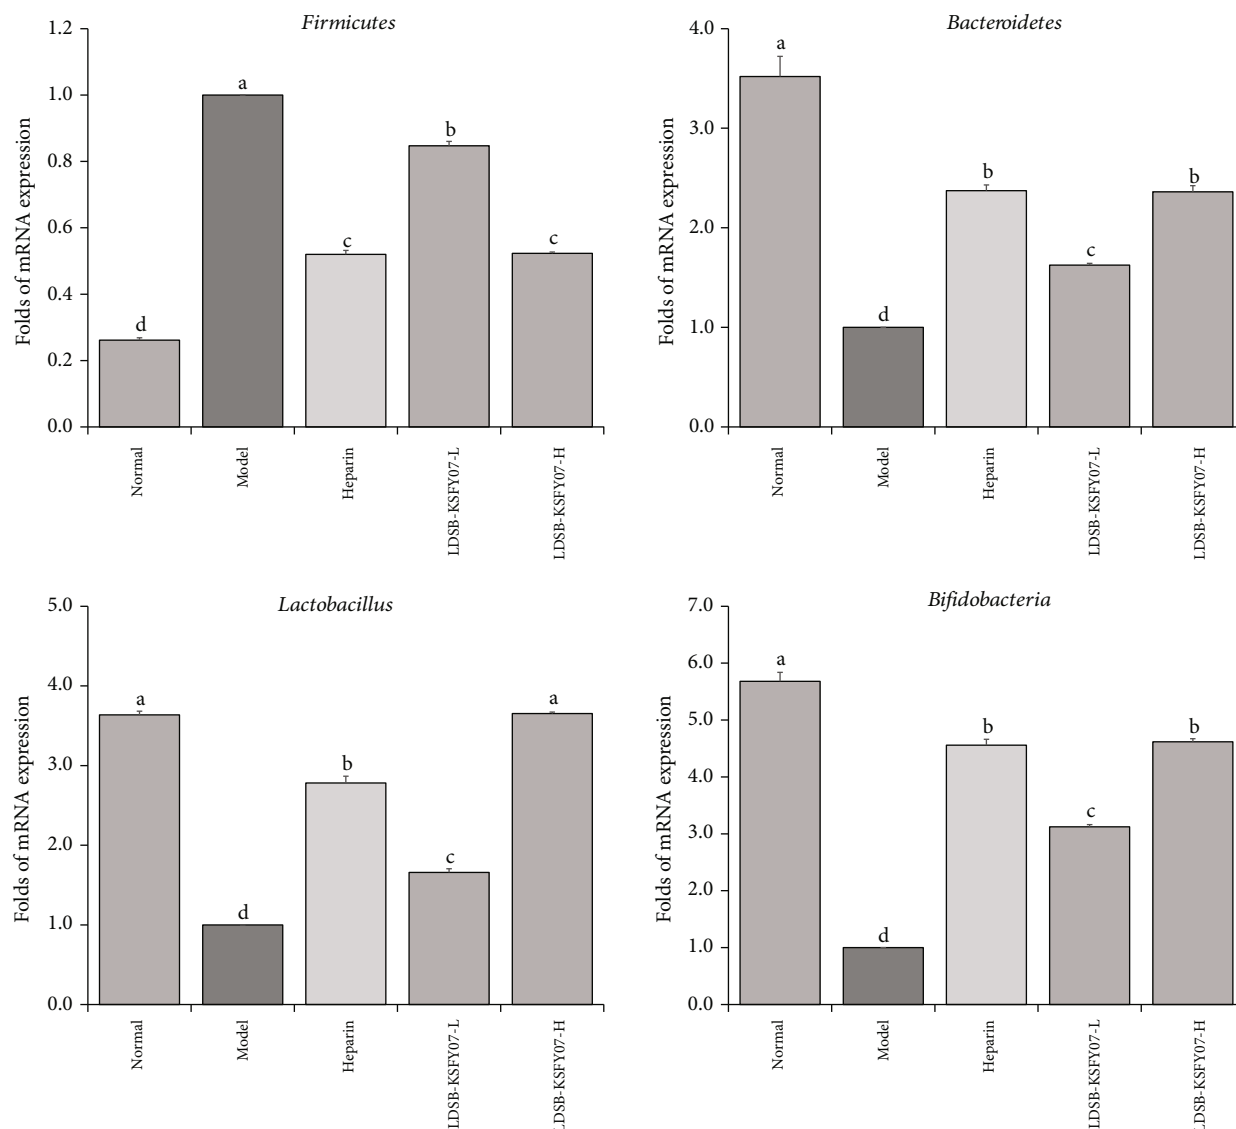 Firmicutes
Folds of mRNA expression
1.2
1.0
0.8
0.6
0.4
0.2
0.0
d
a
c
b
c
Normal
Model
Heparin
LDSB-KSFY07-L
LDSB-KSFY07-H
Bacteroidetes
Folds of mRNA expression
4.0
3.0
2.0
1.0
0.0
a
d
b
c
b
Normal
Model
Heparin
LDSB-KSFY07-L
LDSB-KSFY07-H
Lactobacillus
Folds of mRNA expression
5.0
4.0
3.0
2.0
1.0
0.0
a
d
b
c
a
Normal
Model
Heparin
LDSB-KSFY07-L
LDSB-KSFY07-H
Bifidobacteria
Folds of mRNA expression
7.0
6.0
5.0
4.0
3.0
2.0
1.0
0.0
a
d
b
c
b
Normal
Model
Heparin
LDSB-KSFY07-L
LDSB-KSFY07-H